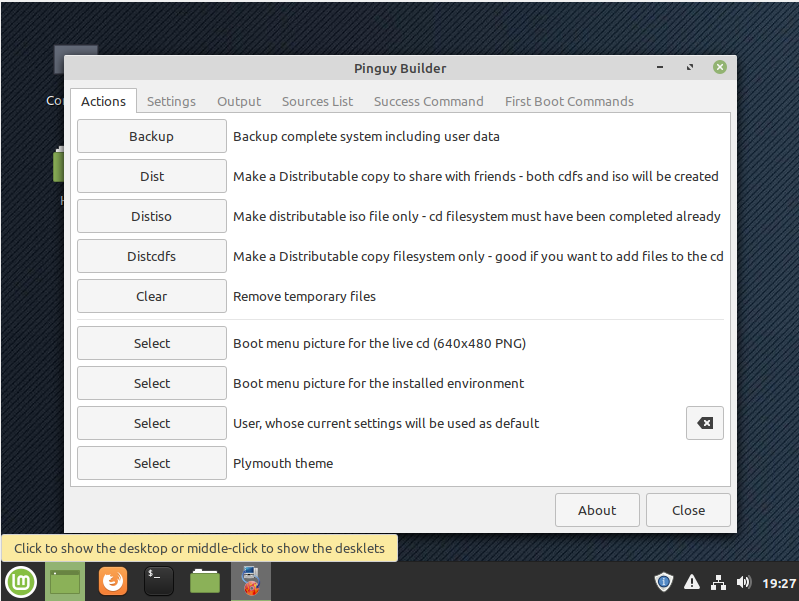 Pinguy Builder
Actions Settings Output Sources List Success Command First Boot Commands
Backup Backup complete system including user data
Dist Make a Distributable copy to share with friends - both cdfs and iso will be created
Distiso Make distributable iso file only - cd filesystem must have been completed already
Distcdfs Make a Distributable copy filesystem only - good if you want to add files to the cd
Clear Remove temporary files
Select Boot menu picture for the live cd (640x480 PNG)
Select Boot menu picture for the installed environment
Select User, whose current settings will be used as default
Select Plymouth theme
About Close
Click to show the desktop or middle-click to show the desklets
19:27